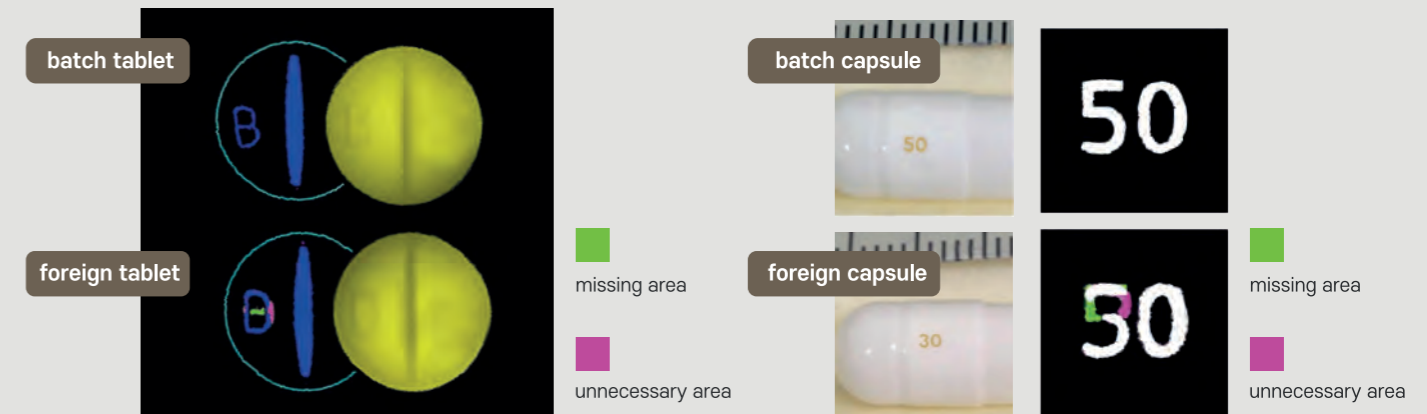 batch tablet
B
foreign tablet
D
missing area
unnecessary area
batch capsule
50
50
foreign capsule
30
50
missing area
unnecessary area